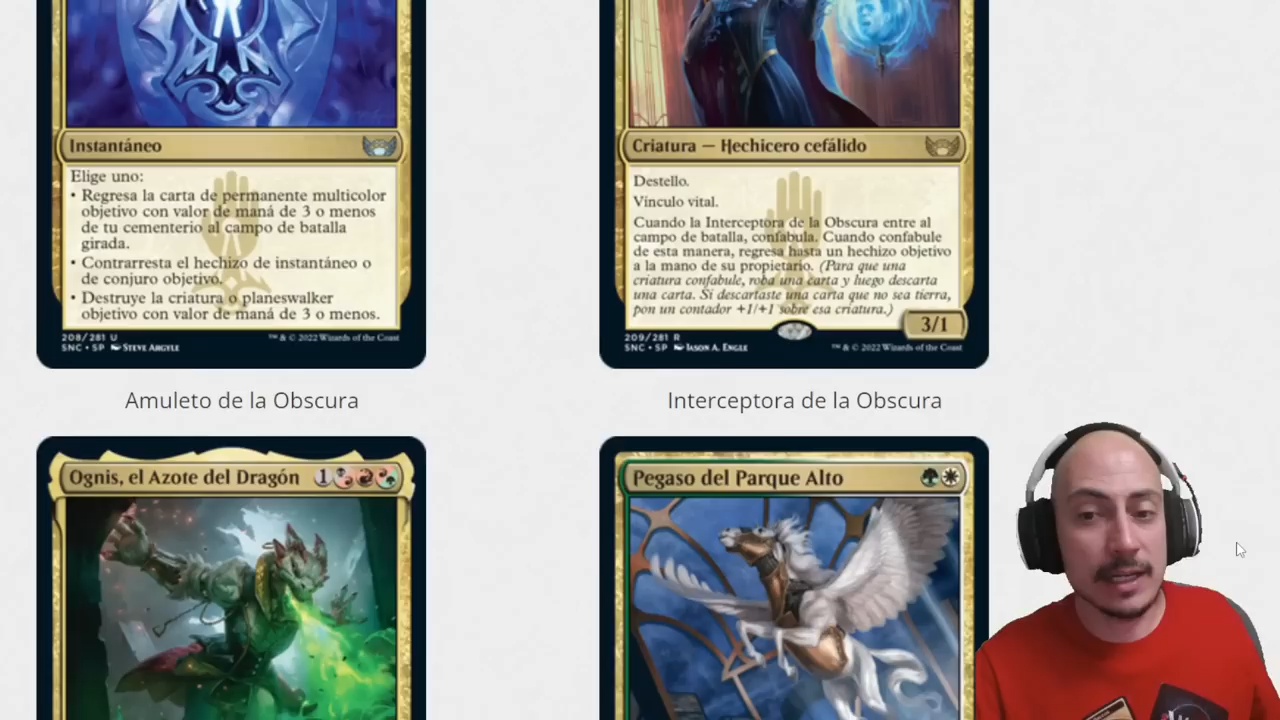 Instantáneo
Elige uno:
• Regresa la carta de permanente multicolor
objetivo con valor de maná de 3 o menos
de tu cementerio al campo de batalla
girada.
• Contrarresta el hechizo de instantáneo o
de conjuro objetivo.
• Destruye la criatura o planeswalker
objetivo con valor de maná de 3 o menos.
208/281 U
SNC • SP STEVE ARGYLE
™ & © 2022 Wizards of the Coast
Amuleto de la Obscura
Criatura — Hechicero cefálido
Destello.
Vínculo vital.
Cuando la Interceptora de la Obscura entre al
campo de batalla, confabula. Cuando confabule
de esta manera, regresa hasta un hechizo objetivo
a la mano de su propietario. (Para que una
criatura confabule, roba una carta y luego descarta
una carta. Si descartaste una carta que no sea tierra,
pon un contador +1/+1 sobre esa criatura.)
3/1
209/281 R
SNC • SP JASON A. ENGLE
™ & © 2022 Wizards of the Coast
Interceptora de la Obscura
Ognis, el Azote del Dragón 1
Pegaso del Parque Alto